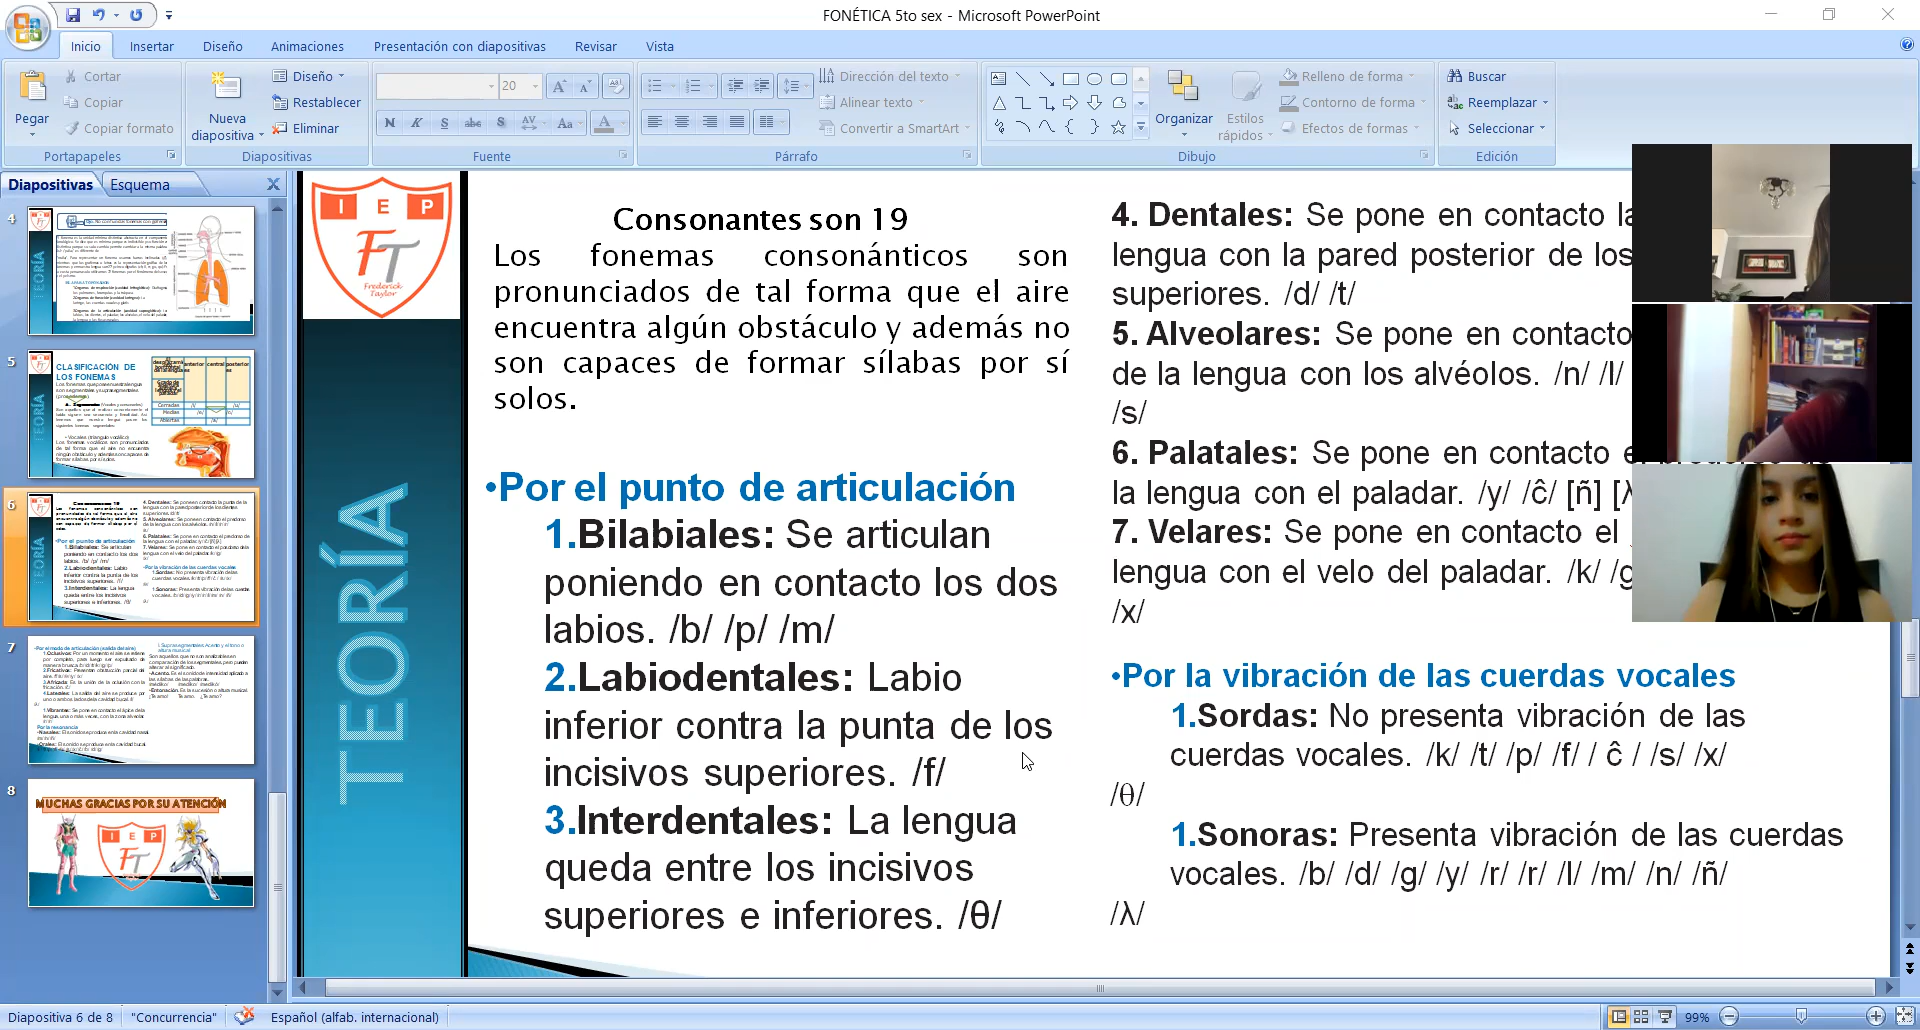 FONÉTICA 5to sex - Microsoft PowerPoint
Inicio Insertar Diseño Animaciones Presentación con diapositivas Revisar Vista
Pegar
Cortar
Copiar
Copiar formato
Portapapeles
Nueva
diapositiva
Diseño
Restablecer
Eliminar
Diapositivas
20
Fuente
Dirección del texto
Alinear texto
Convertir a SmartArt
Párrafo
Organizar
Estilos
rápidos
Relleno de forma
Contorno de forma
Efectos de formas
Dibujo
Buscar
Reemplazar
Seleccionar
Edición
Diapositivas Esquema
4
5
CLASIFICACIÓN DE
LOS FONEMAS
6
7
8
MUCHAS GRACIAS POR SU ATENCIÓN
I E P
FT
Frederick
Taylor
TEORÍA
Consonantes son 19
Los fonemas consonánticos son
pronunciados de tal forma que el aire
encuentra algún obstáculo y además no
son capaces de formar sílabas por sí
solos.
•Por el punto de articulación
1.Bilabiales: Se articulan
poniendo en contacto los dos
labios. /b/ /p/ /m/
2.Labiodentales: Labio
inferior contra la punta de los
incisivos superiores. /f/
3.Interdentales: La lengua
queda entre los incisivos
superiores e inferiores. /θ/
4. Dentales: Se pone en contacto la
lengua con la pared posterior de los
superiores. /d/ /t/
5. Alveolares: Se pone en contacto
de la lengua con los alvéolos. /n/ /l/
/s/
6. Palatales: Se pone en contacto
la lengua con el paladar. /y/ /ĉ/ [ñ] [λ
7. Velares: Se pone en contacto el
lengua con el velo del paladar. /k/ /g
/x/
•Por la vibración de las cuerdas vocales
1.Sordas: No presenta vibración de las
cuerdas vocales. /k/ /t/ /p/ /f/ / ĉ / /s/ /x/
/θ/
1.Sonoras: Presenta vibración de las cuerdas
vocales. /b/ /d/ /g/ /y/ /r/ /r/ /l/ /m/ /n/ /ñ/
/λ/
Diapositiva 6 de 8 "Concurrencia" Español (alfab. internacional) 99%